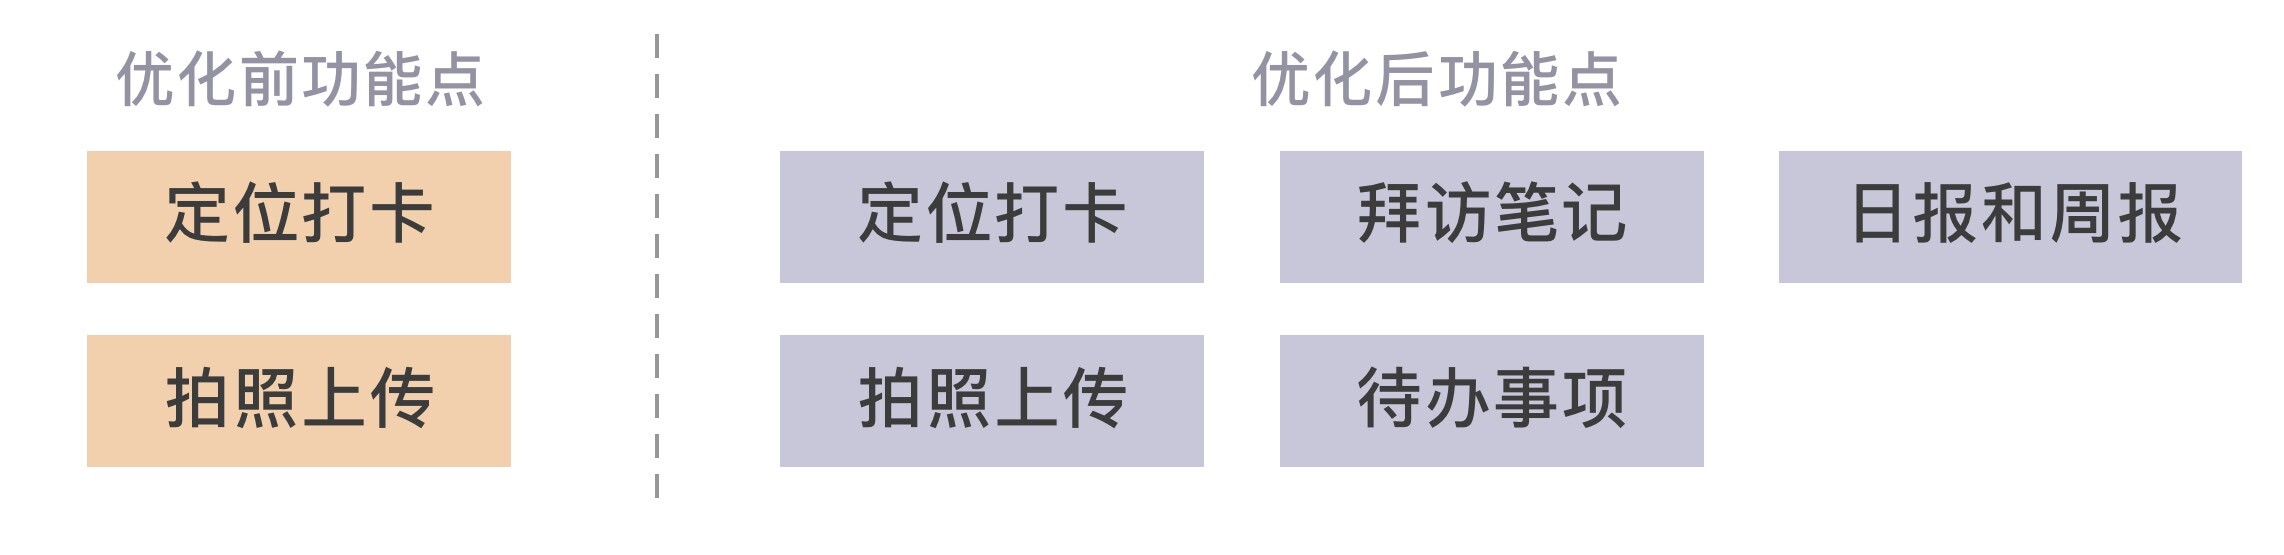 优化前功能点
定位打卡
拍照上传
优化后功能点
定位打卡
拜访笔记
日报和周报
拍照上传
待办事项